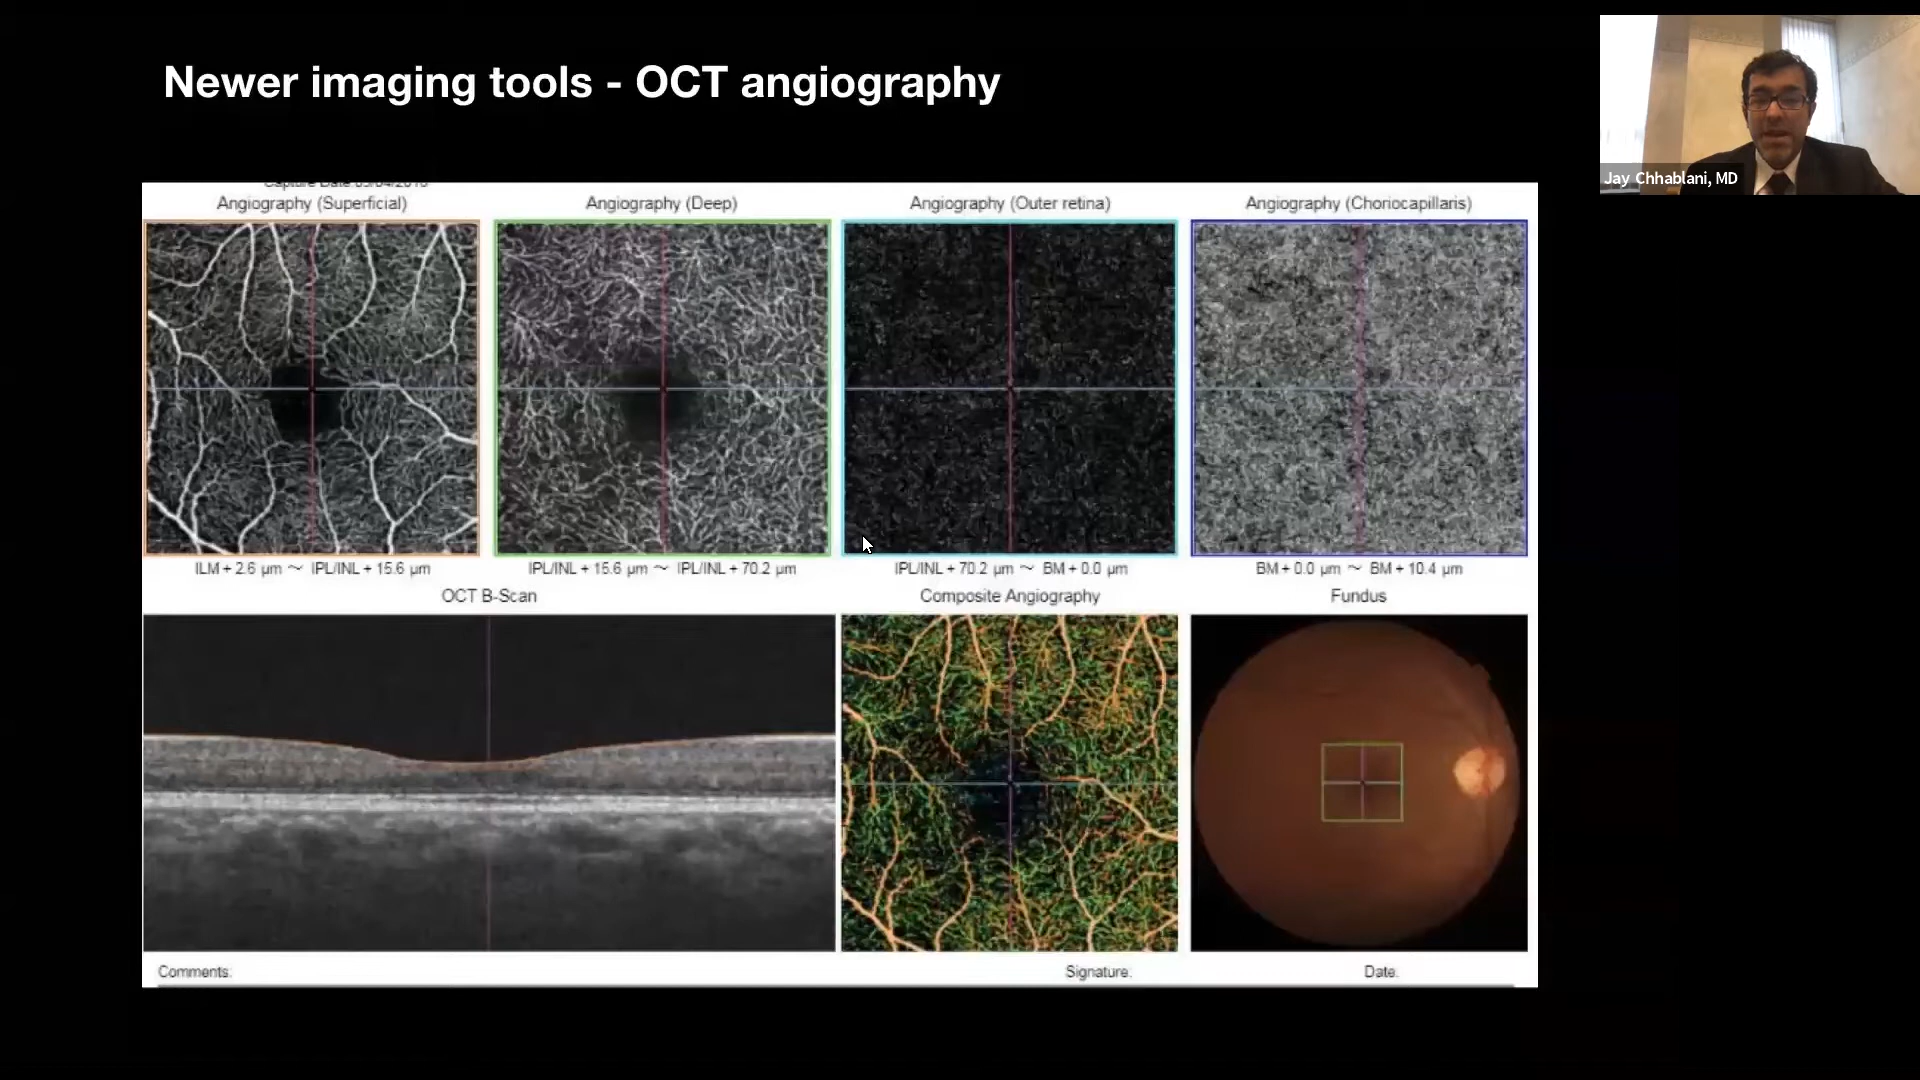 Newer imaging tools - OCT angiography
Jay Chhablani, MD
Capture Date:
Angiography (Superficial)
Angiography (Deep)
Angiography (Outer retina)
Angiography (Choriocapillaris)
ILM + 2.6 µm ～ IPL/INL + 15.6 µm
IPL/INL + 15.6 µm ～ IPL/INL + 70.2 µm
IPL/INL + 70.2 µm ～ BM + 0.0 µm
BM + 0.0 µm ～ BM + 10.4 µm
OCT B-Scan
Composite Angiography
Fundus
Comments:
Signature:
Date: